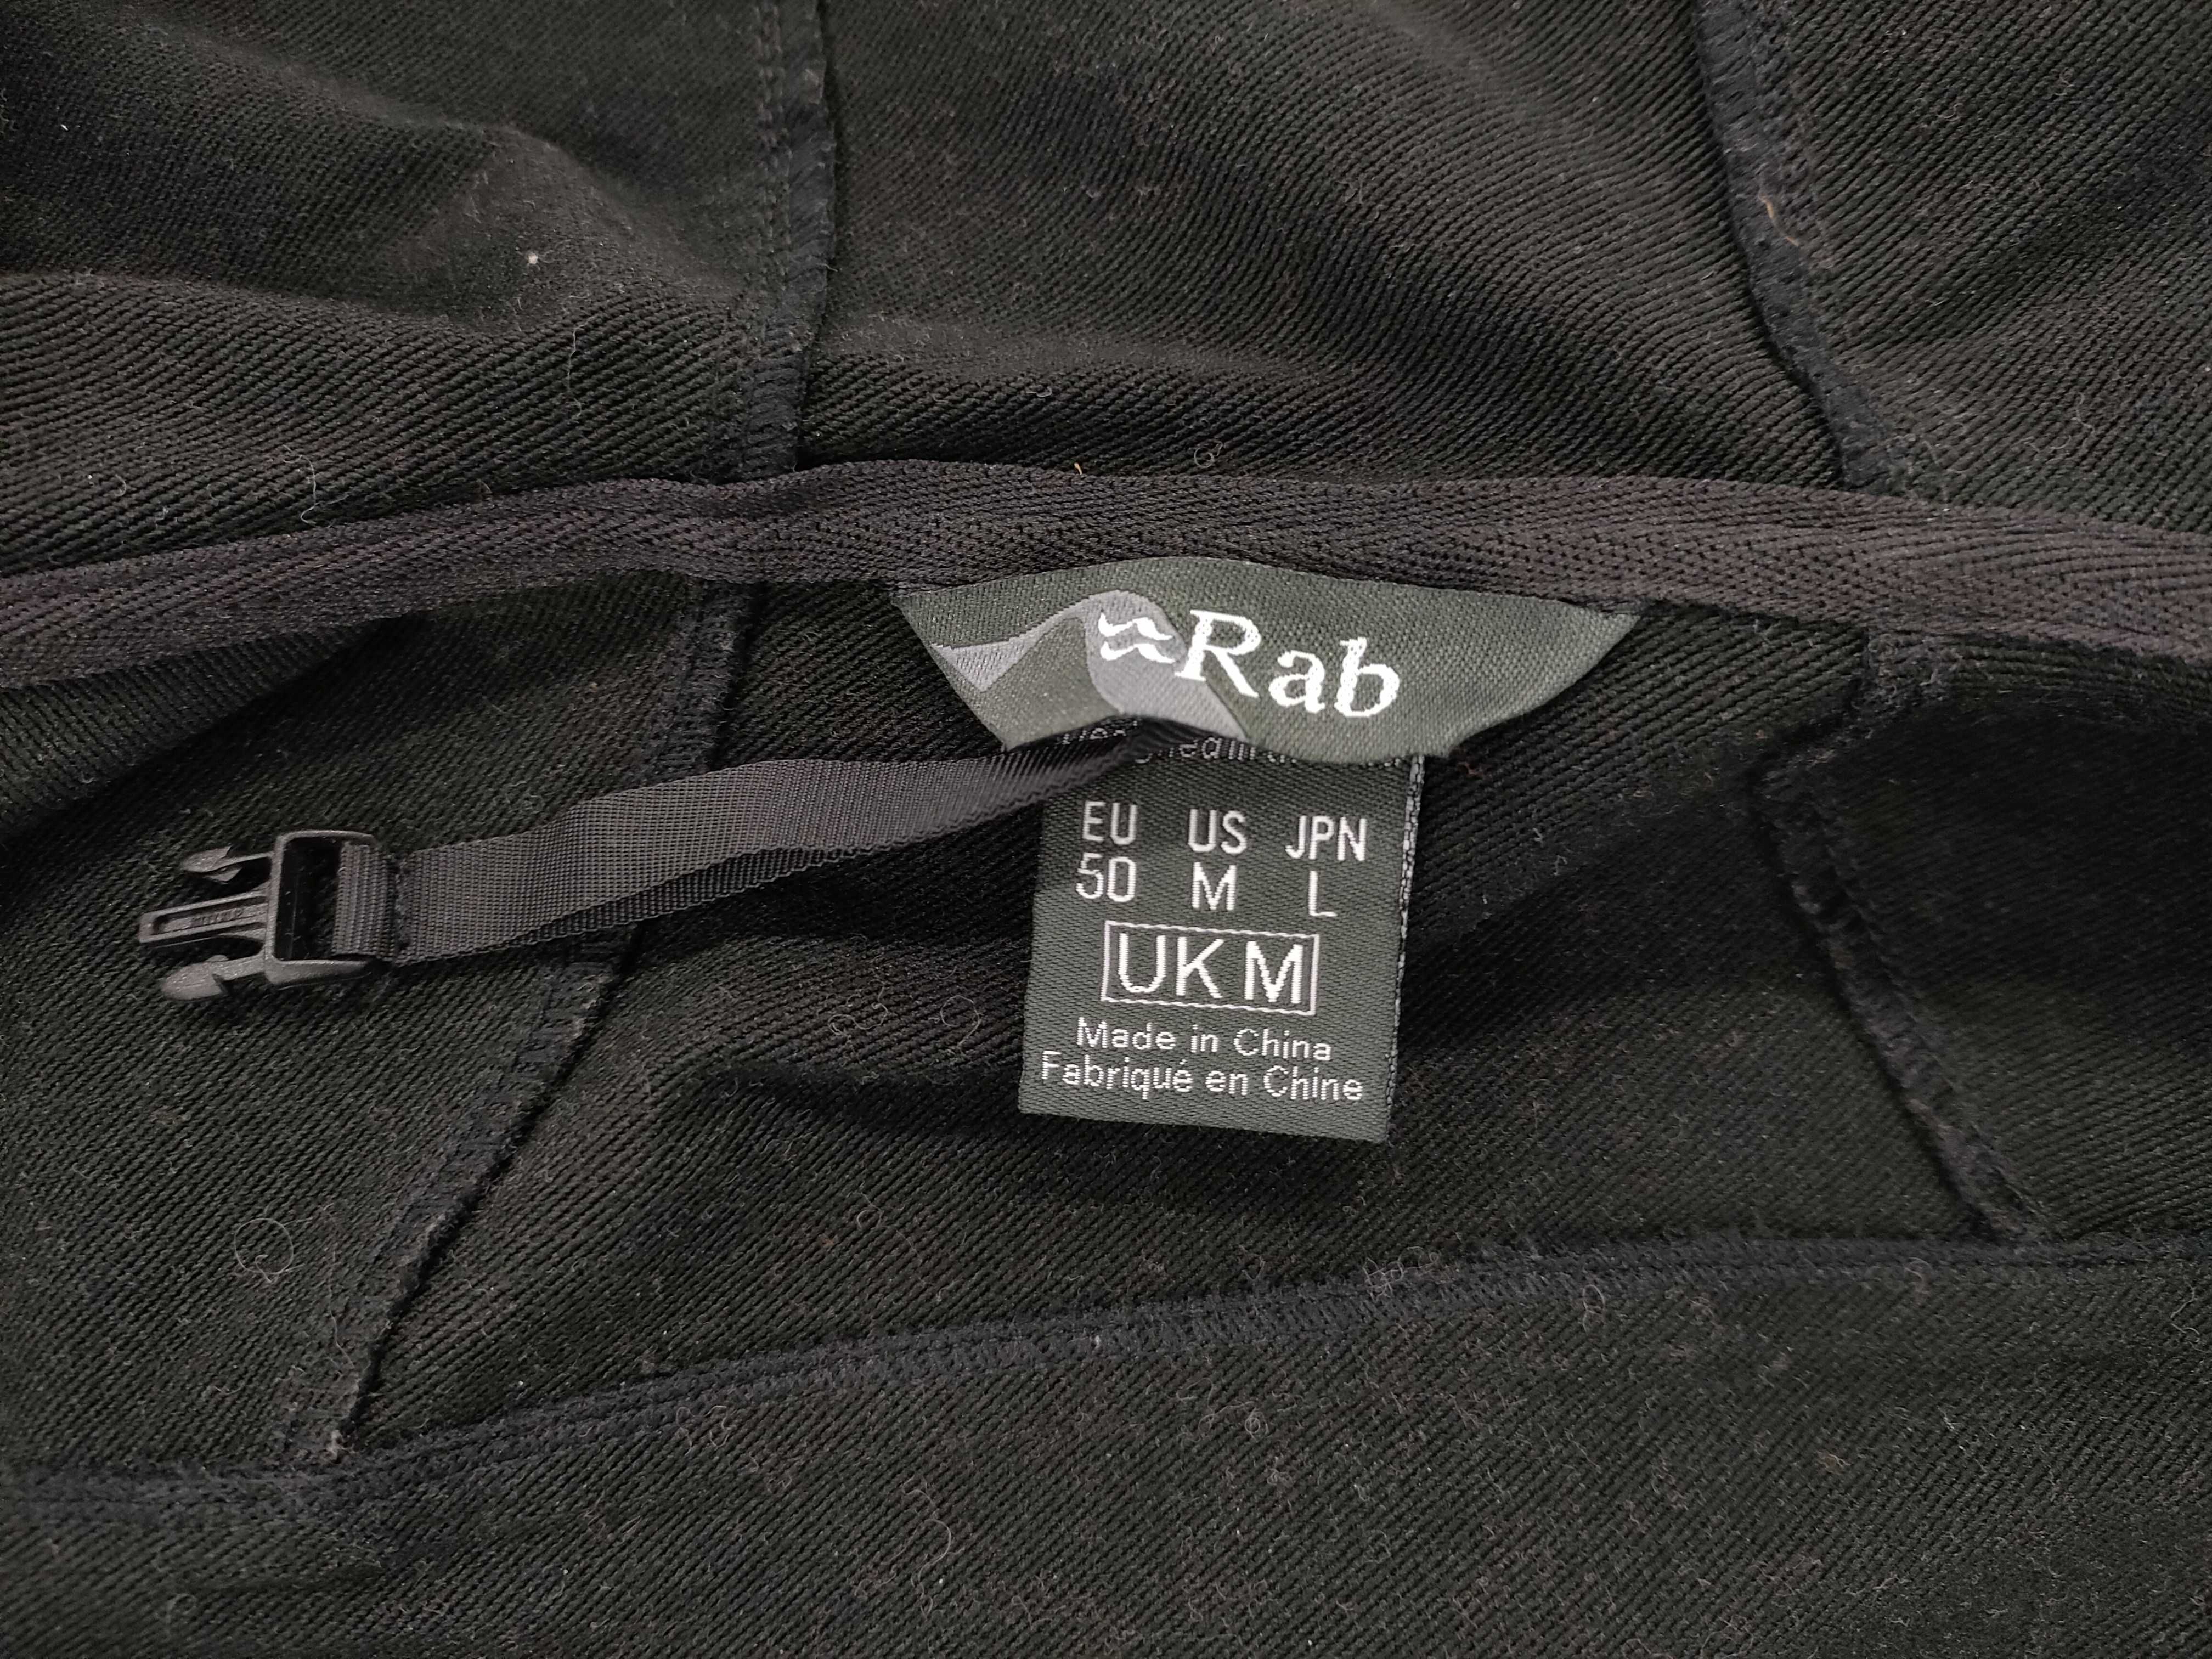 Rab
EU US JPN
50 M L
UK M
Made in China
Fabriqué en Chine